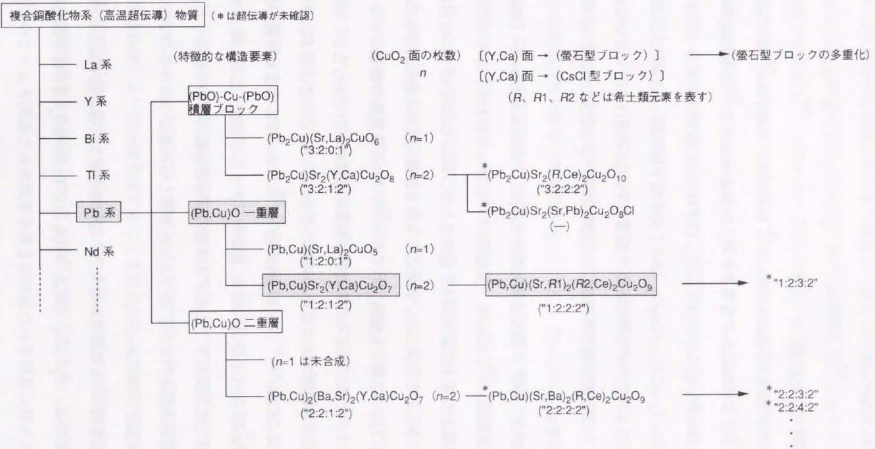 複合銅酸化物系(高温超伝導)物質 (*は超伝導が未確認)
(特徴的な構造要素) (CuO2 面の枚数) 〔(Y,Ca) 面 → (螢石型ブロック)〕 (螢石型ブロックの多重化)
n 〔(Y,Ca) 面 → (CsCl 型ブロック)〕
(R、R1、R2 などは希土類元素を表す)
La 系
Y 系
Bi 系
Tl 系
Pb 系
Nd 系
(PbO)-Cu-(PbO)
積層ブロック
(Pb2Cu)(Sr,La)2CuO6 (n=1)
("3:2:0:1")
(Pb2Cu)Sr2(Y,Ca)Cu2O8 (n=2)
("3:2:1:2")
*(Pb2Cu)Sr2(R,Ce)2Cu2O10
("3:2:2:2")
*(Pb2Cu)Sr2(Sr,Pb)2Cu2O8Cl
(—)
(Pb,Cu)O 一重層
(Pb,Cu)(Sr,La)2CuO5 (n=1)
("1:2:0:1")
(Pb,Cu)Sr2(Y,Ca)Cu2O7 (n=2)
("1:2:1:2")
(Pb,Cu)(Sr,R1)2(R2,Ce)2Cu2O9
("1:2:2:2")
*"1:2:3:2"
(Pb,Cu)O 二重層
(n=1 は未合成)
(Pb,Cu)2(Ba,Sr)2(Y,Ca)Cu2O7 (n=2)
("2:2:1:2")
*(Pb,Cu)(Sr,Ba)2(R,Ce)2Cu2O9
("2:2:2:2")
*"2:2:3:2"
*"2:2:4:2"